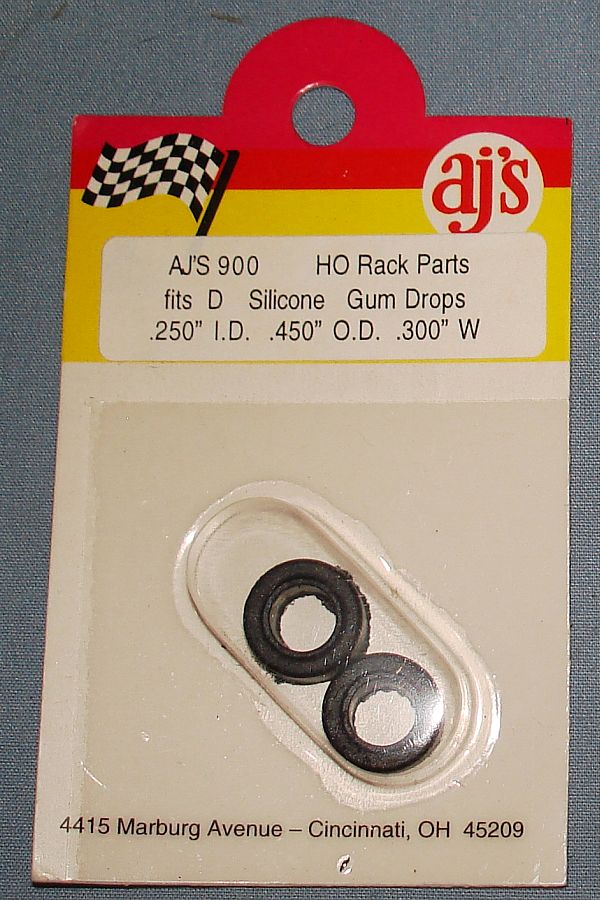 aj's
AJ'S 900 HO Rack Parts
fits D Silicone Gum Drops
.250" I.D. .450" O.D. .300" W
4415 Marburg Avenue – Cincinnati, OH 45209